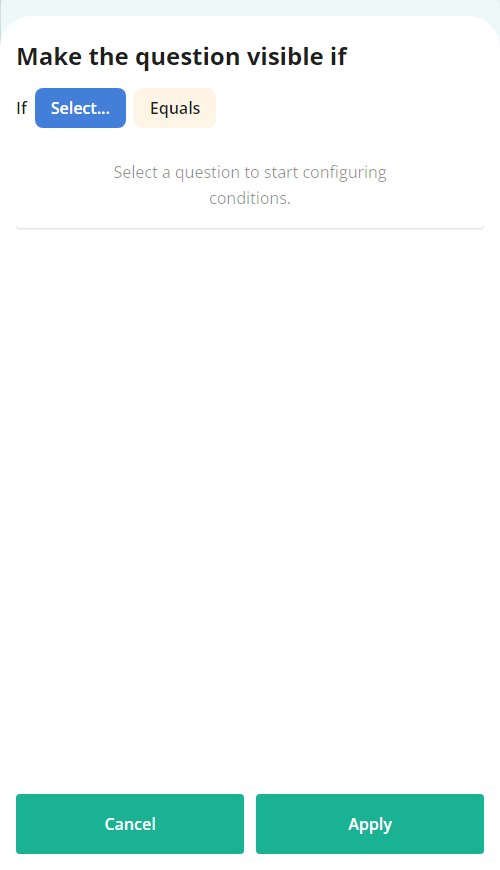 Make the question visible if
If Select... Equals
Select a question to start configuring
conditions.
Cancel Apply